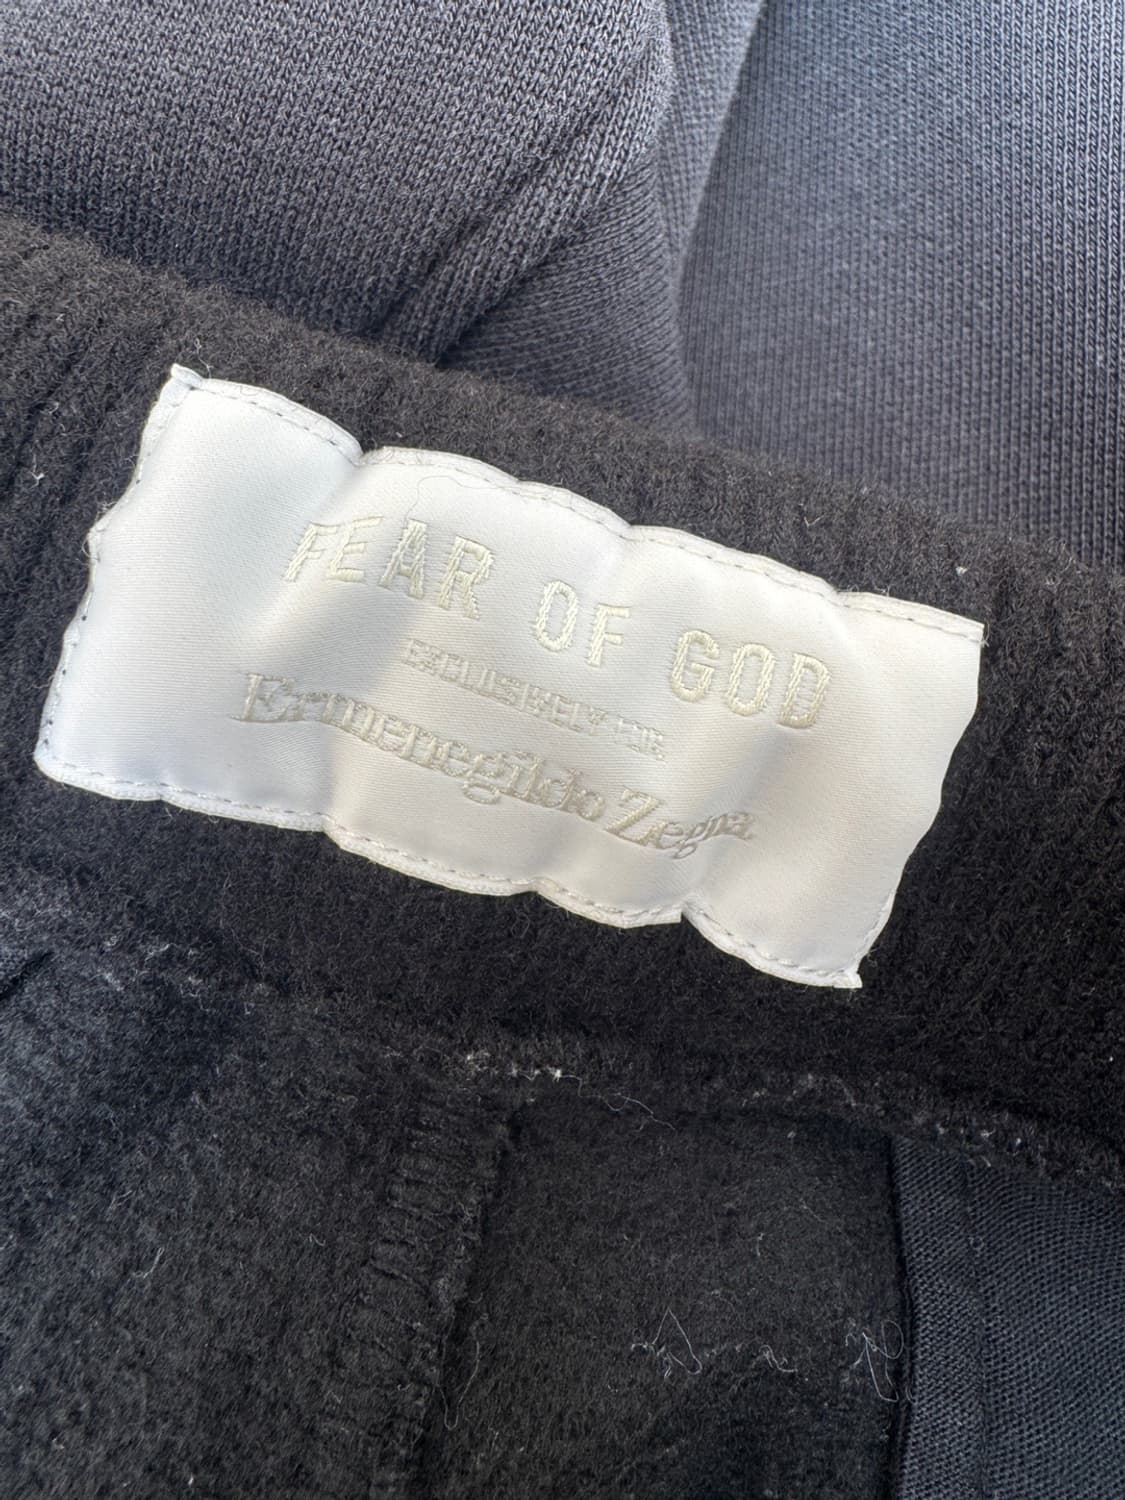 FEAR OF GOD
EXCLUSIVELY FOR
Ermenegildo Zegna